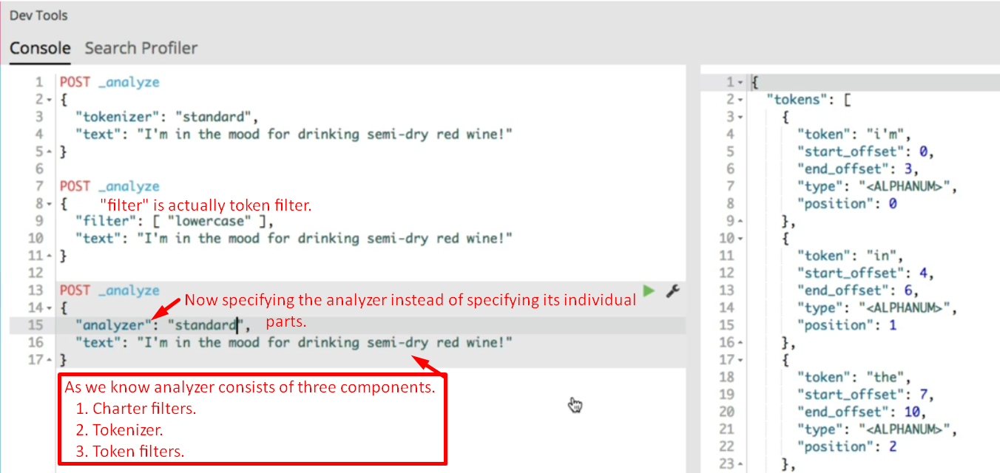 Dev Tools
Console Search Profiler
1 POST _analyze
2 {
3 "tokenizer": "standard",
4 "text": "I'm in the mood for drinking semi-dry red wine!"
5 }
6
7 POST _analyze
8 { "filter" is actually token filter.
9 "filter": [ "lowercase" ],
10 "text": "I'm in the mood for drinking semi-dry red wine!"
11 }
12
13 POST _analyze
Now specifying the analyzer instead of specifying its individual
14 {
15 "analyzer": "standard",
parts.
16 "text": "I'm in the mood for drinking semi-dry red wine!"
17 }
As we know analyzer consists of three components.
1. Charter filters.
2. Tokenizer.
3. Token filters.
1 {
2 "tokens": [
3 {
4 "token": "i'm",
5 "start_offset": 0,
6 "end_offset": 3,
7 "type": "<ALPHANUM>",
8 "position": 0
9 },
10 {
11 "token": "in",
12 "start_offset": 4,
13 "end_offset": 6,
14 "type": "<ALPHANUM>",
15 "position": 1
16 },
17 {
18 "token": "the",
19 "start_offset": 7,
20 "end_offset": 10,
21 "type": "<ALPHANUM>",
22 "position": 2
23 },